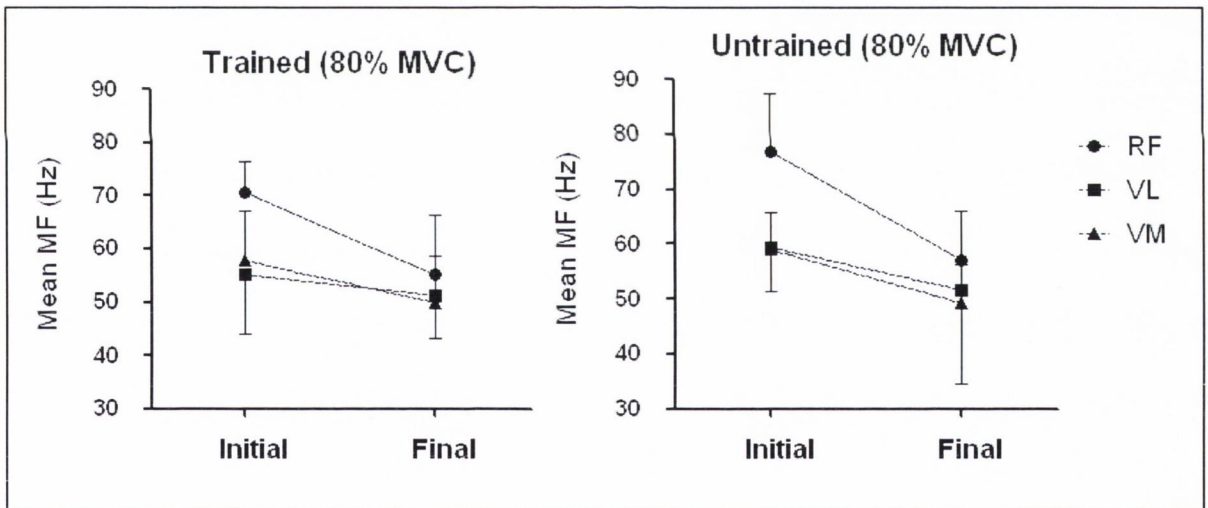 Trained (80% MVC)
Mean MF (Hz)
90
80
70
60
50
40
30
Initial Final
Untrained (80% MVC)
Mean MF (Hz)
90
80
70
60
50
40
30
Initial Final
RF
VL
VM